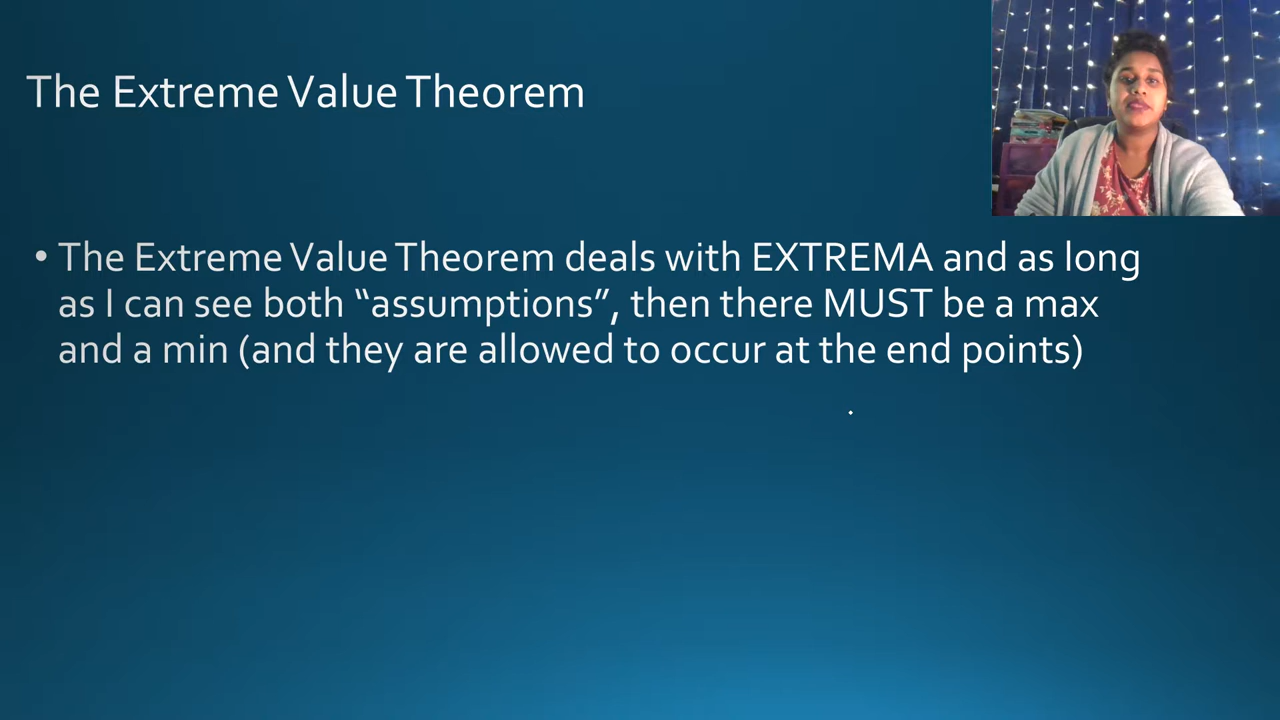 The Extreme Value Theorem
• The Extreme Value Theorem deals with EXTREMA and as long
as I can see both “assumptions”, then there MUST be a max
and a min (and they are allowed to occur at the end points)